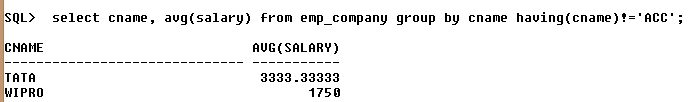 SQL>  select cname, avg(salary) from emp_company group by cname having(cname)!='ACC';
CNAME                          AVG(SALARY)
------------------------------ -----------
TATA                            3333.33333
WIPRO                                 1750